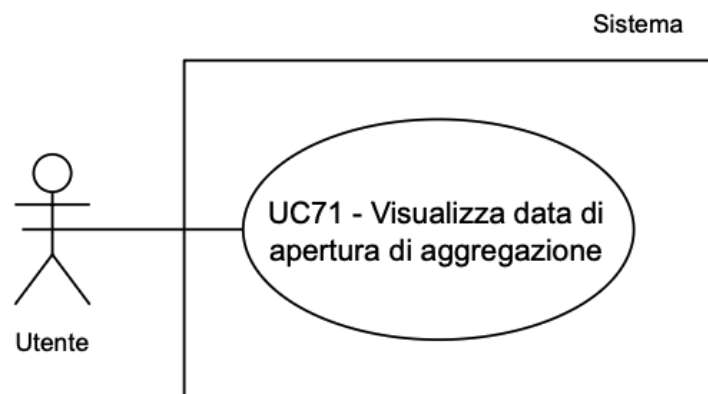 Sistema
UC71 - Visualizza data di
apertura di aggregazione
Utente